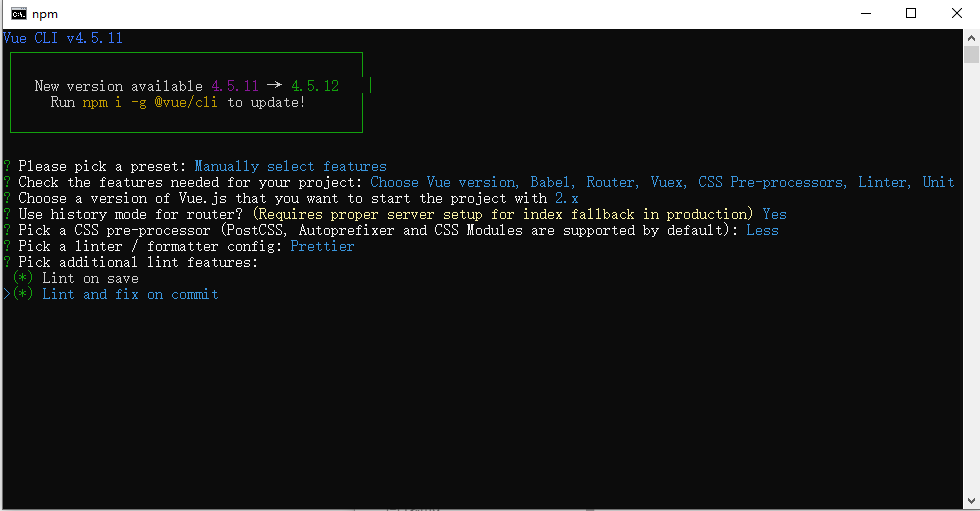 npm
Vue CLI v4.5.11
New version available 4.5.11 → 4.5.12
Run npm i -g @vue/cli to update!
? Please pick a preset: Manually select features
? Check the features needed for your project: Choose Vue version, Babel, Router, Vuex, CSS Pre-processors, Linter, Unit
? Choose a version of Vue.js that you want to start the project with 2.x
? Use history mode for router? (Requires proper server setup for index fallback in production) Yes
? Pick a CSS pre-processor (PostCSS, Autoprefixer and CSS Modules are supported by default): Less
? Pick a linter / formatter config: Prettier
? Pick additional lint features:
(*) Lint on save
>(*) Lint and fix on commit